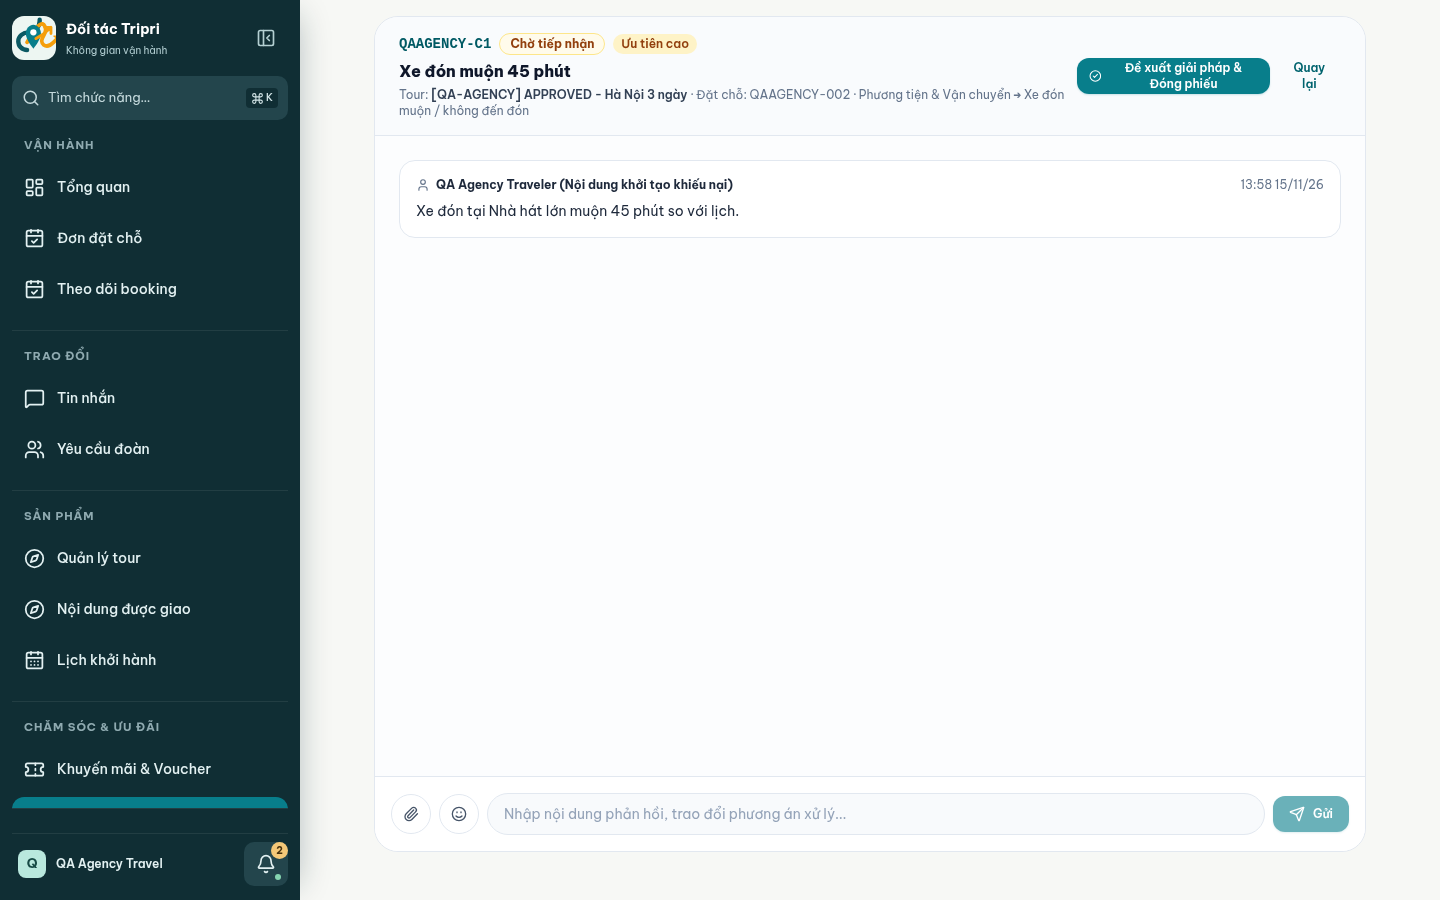 Đối tác Tripri
Không gian vận hành
Tìm chức năng...
⌘K
VẬN HÀNH
Tổng quan
Đơn đặt chỗ
Theo dõi booking
TRAO ĐỔI
Tin nhắn
Yêu cầu đoàn
SẢN PHẨM
Quản lý tour
Nội dung được giao
Lịch khởi hành
CHĂM SÓC & ƯU ĐÃI
Khuyến mãi & Voucher
Q
QA Agency Travel
2
QAAGENCY-C1
Chờ tiếp nhận
Ưu tiên cao
Xe đón muộn 45 phút
Tour: [QA-AGENCY] APPROVED - Hà Nội 3 ngày · Đặt chỗ: QAAGENCY-002 · Phương tiện & Vận chuyển → Xe đón
muộn / không đến đón
Đề xuất giải pháp &
Đóng phiếu
Quay
lại
QA Agency Traveler (Nội dung khởi tạo khiếu nại)
13:58 15/11/26
Xe đón tại Nhà hát lớn muộn 45 phút so với lịch.
Nhập nội dung phản hồi, trao đổi phương án xử lý...
Gửi